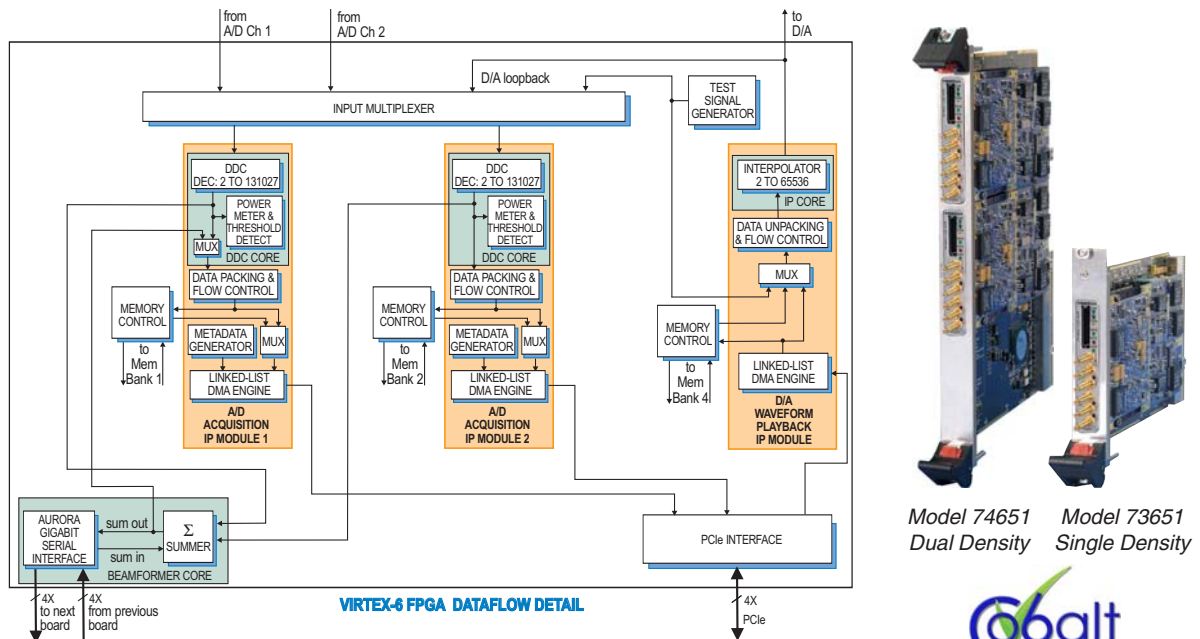 from
A/D Ch 1
from
A/D Ch 2
to
D/A
D/A loopback
INPUT MULTIPLEXER
TEST
SIGNAL
GENERATOR
DDC
DEC: 2 TO 131027
POWER
METER &
THRESHOLD
DETECT
MUX
DDC CORE
DATA PACKING &
FLOW CONTROL
MEMORY
CONTROL
METADATA
GENERATOR
MUX
to
Mem
Bank 1
LINKED-LIST
DMA ENGINE
A/D
ACQUISITION
IP MODULE 1
DDC
DEC: 2 TO 131027
POWER
METER &
THRESHOLD
DETECT
DDC CORE
DATA PACKING &
FLOW CONTROL
MEMORY
CONTROL
METADATA
GENERATOR
MUX
to
Mem
Bank 2
LINKED-LIST
DMA ENGINE
A/D
ACQUISITION
IP MODULE 2
INTERPOLATOR
2 TO 65536
IP CORE
DATA UNPACKING
& FLOW CONTROL
MUX
MEMORY
CONTROL
to
Mem
Bank 4
LINKED-LIST
DMA ENGINE
D/A
WAVEFORM
PLAYBACK
IP MODULE
AURORA
GIGABIT
SERIAL
INTERFACE
sum out
sum in
Σ
SUMMER
BEAMFORMER CORE
PCIe INTERFACE
4X
to next
board
4X
from previous
board
VIRTEX-6 FPGA DATAFLOW DETAIL
4X
PCIe
Model 74651
Dual Density
Model 73651
Single Density
Cobalt